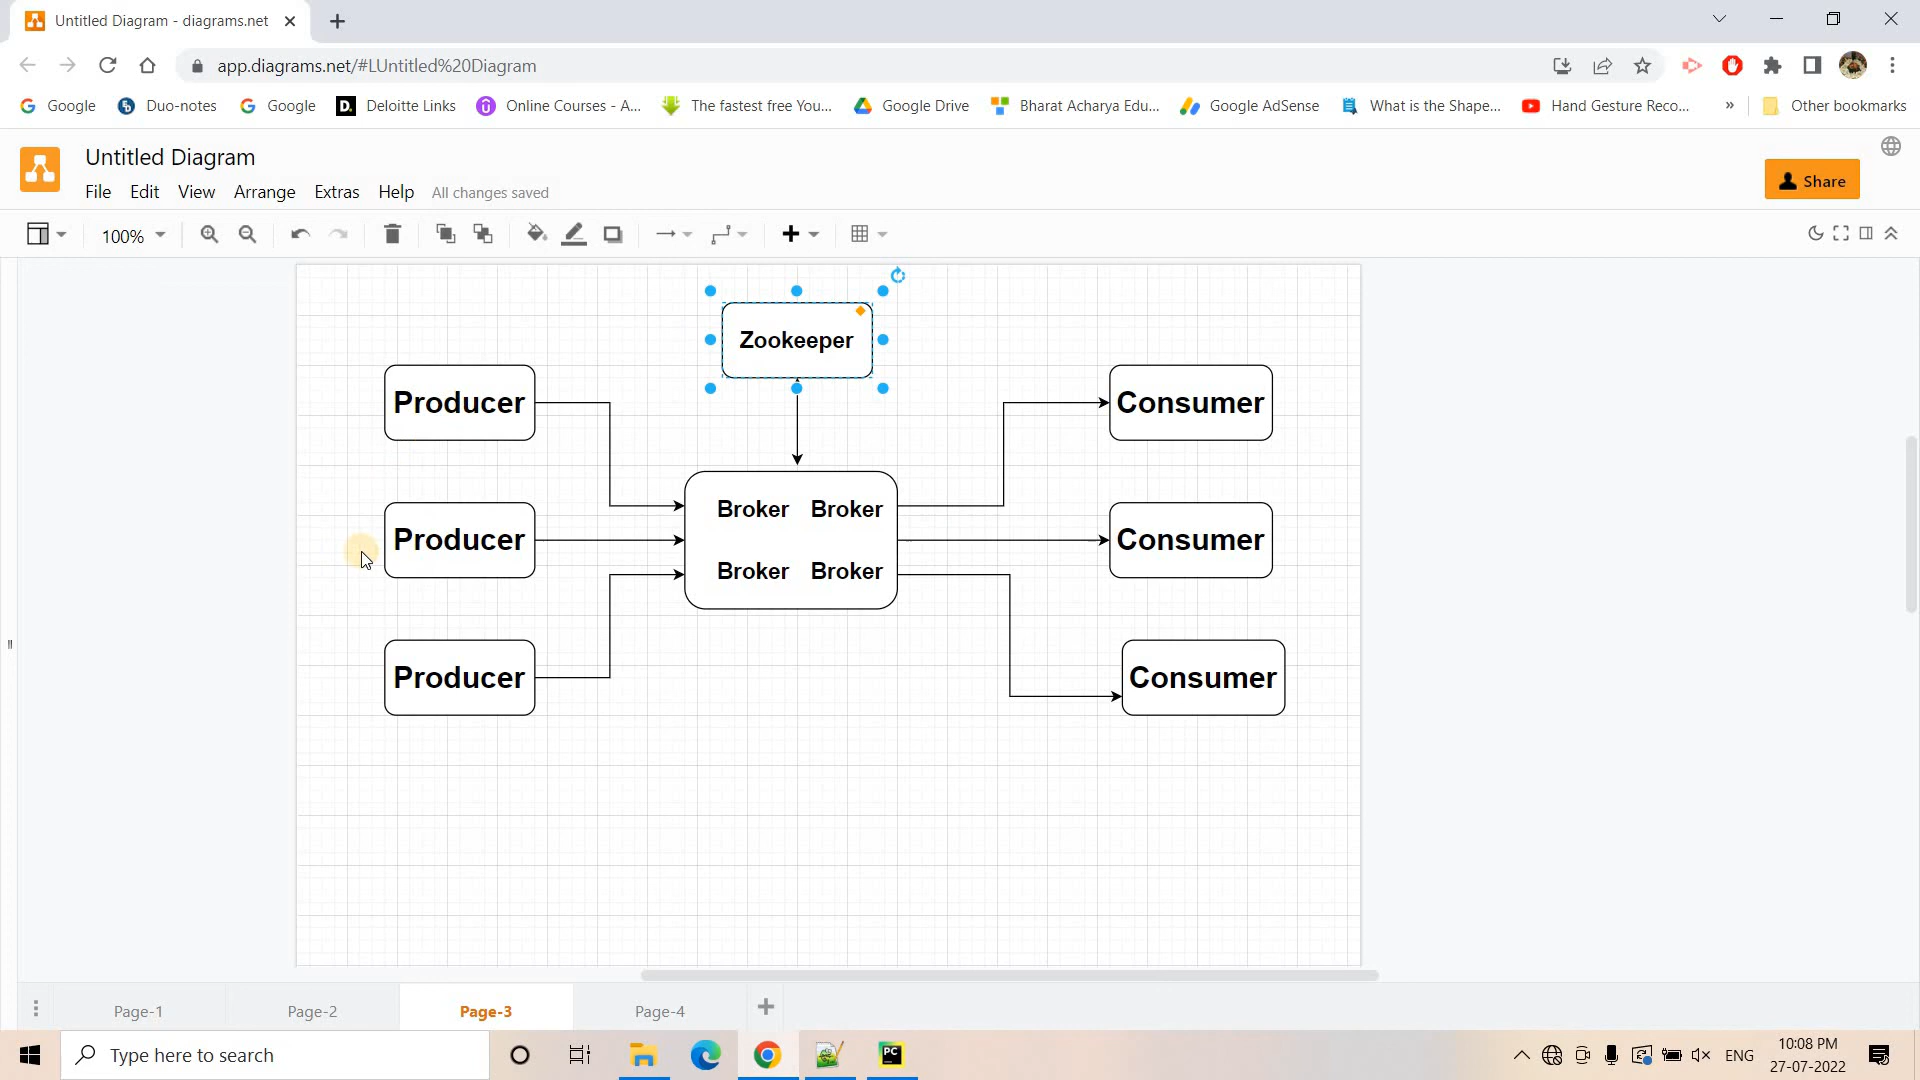 Untitled Diagram - diagrams.net
app.diagrams.net/#LUntitled%20Diagram
Google Duo-notes Google D. Deloitte Links Online Courses - A... The fastest free You... Google Drive Bharat Acharya Edu... Google AdSense What is the Shape... Hand Gesture Reco... » Other bookmarks
Untitled Diagram
File Edit View Arrange Extras Help All changes saved
Share
100%
Zookeeper
Producer Consumer
Broker Broker
Producer Consumer
Broker Broker
Producer Consumer
Page-1 Page-2 Page-3 Page-4
Type here to search
PC
ENG
10:08 PM
27-07-2022